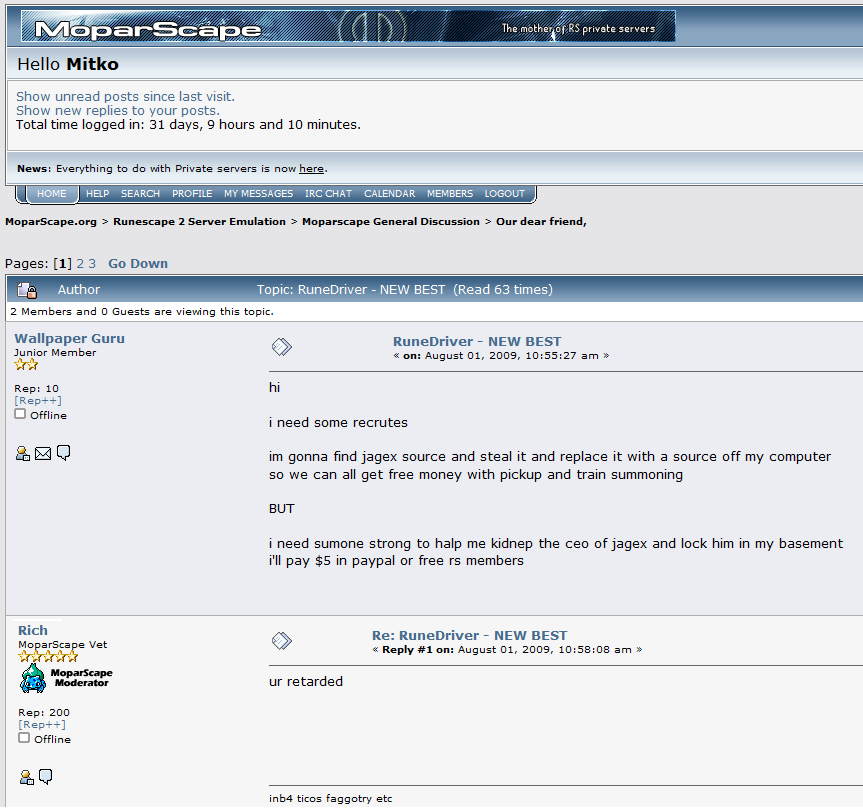 MoparScape
The mother of RS private servers
Hello Mitko
Show unread posts since last visit.
Show new replies to your posts.
Total time logged in: 31 days, 9 hours and 10 minutes.
News: Everything to do with Private servers is now here.
HOME HELP SEARCH PROFILE MY MESSAGES IRC CHAT CALENDAR MEMBERS LOGOUT
MoparScape.org > Runescape 2 Server Emulation > Moparscape General Discussion > Our dear friend,
Pages: [1] 2 3 Go Down
Author Topic: RuneDriver - NEW BEST (Read 63 times)
2 Members and 0 Guests are viewing this topic.
Wallpaper Guru
Junior Member
Rep: 10
[Rep++]
Offline
RuneDriver - NEW BEST
« on: August 01, 2009, 10:55:27 am »
hi
i need some recrutes
im gonna find jagex source and steal it and replace it with a source off my computer
so we can all get free money with pickup and train summoning
BUT
i need sumone strong to halp me kidnep the ceo of jagex and lock him in my basement
i'll pay $5 in paypal or free rs members
Rich
MoparScape Vet
MoparScape
Moderator
Rep: 200
[Rep++]
Offline
Re: RuneDriver - NEW BEST
« Reply #1 on: August 01, 2009, 10:58:08 am »
ur retarded
inb4 ticos faggotry etc